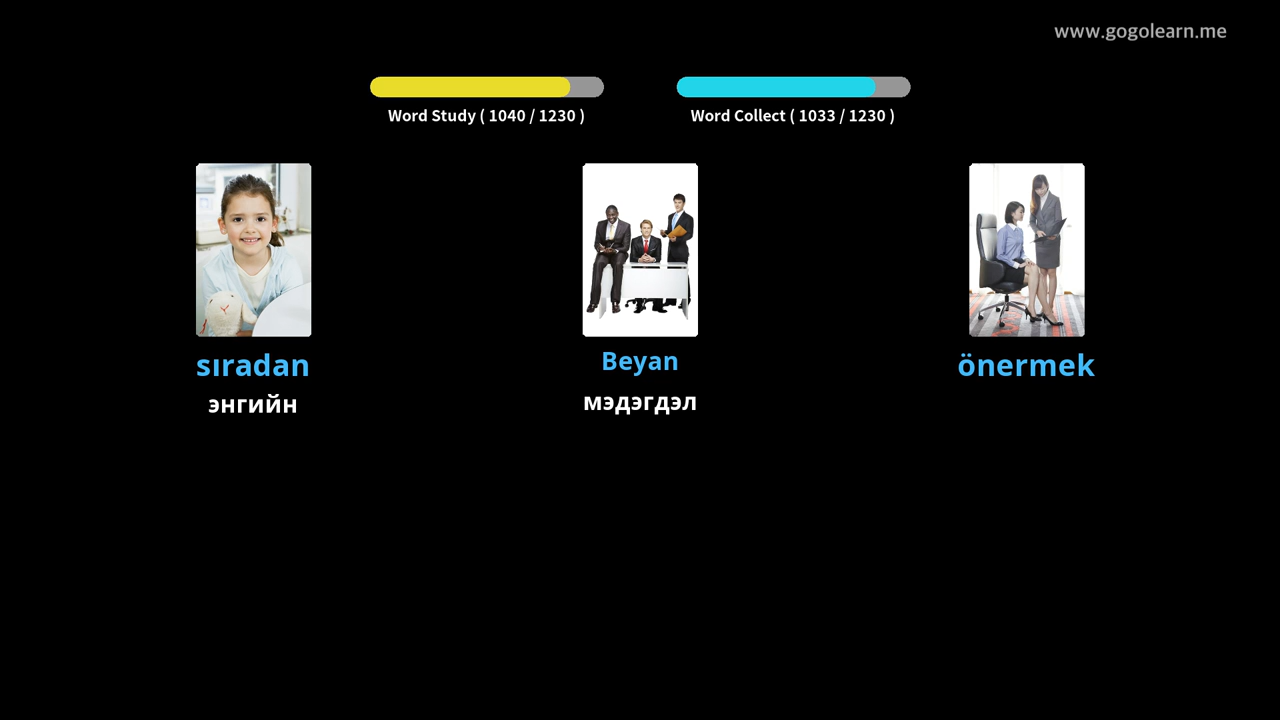 www.gogolearn.me
Word Study ( 1040 / 1230 )
Word Collect ( 1033 / 1230 )
sıradan
энгийн
Beyan
мэдэгдэл
önermek